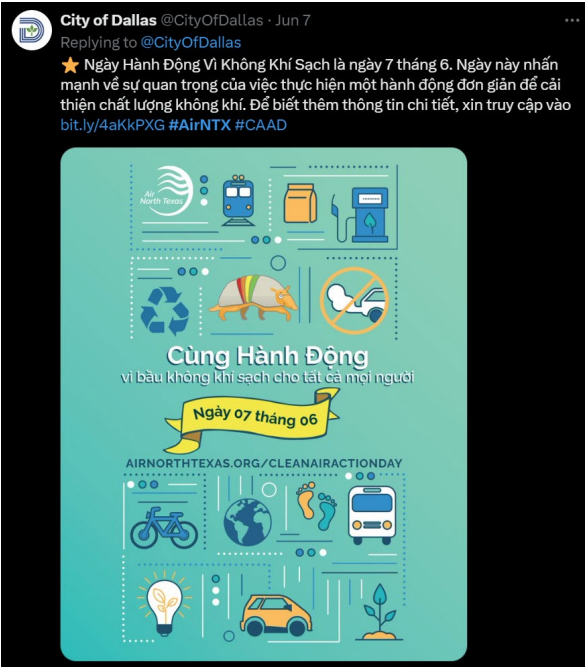 City of Dallas @CityOfDallas · Jun 7
Replying to @CityOfDallas
Ngày Hành Động Vì Không Khí Sạch là ngày 7 tháng 6. Ngày này nhấn
mạnh về sự quan trọng của việc thực hiện một hành động đơn giản để cải
thiện chất lượng không khí. Để biết thêm thông tin chi tiết, xin truy cập vào
bit.ly/4aKkPXG #AirNTX #CAAD
Air
North Texas
Cùng Hành Động
vì bầu không khí sạch cho tất cả mọi người
Ngày 07 tháng 06
AIRNORTHTEXAS.ORG/CLEANAIRACTIONDAY